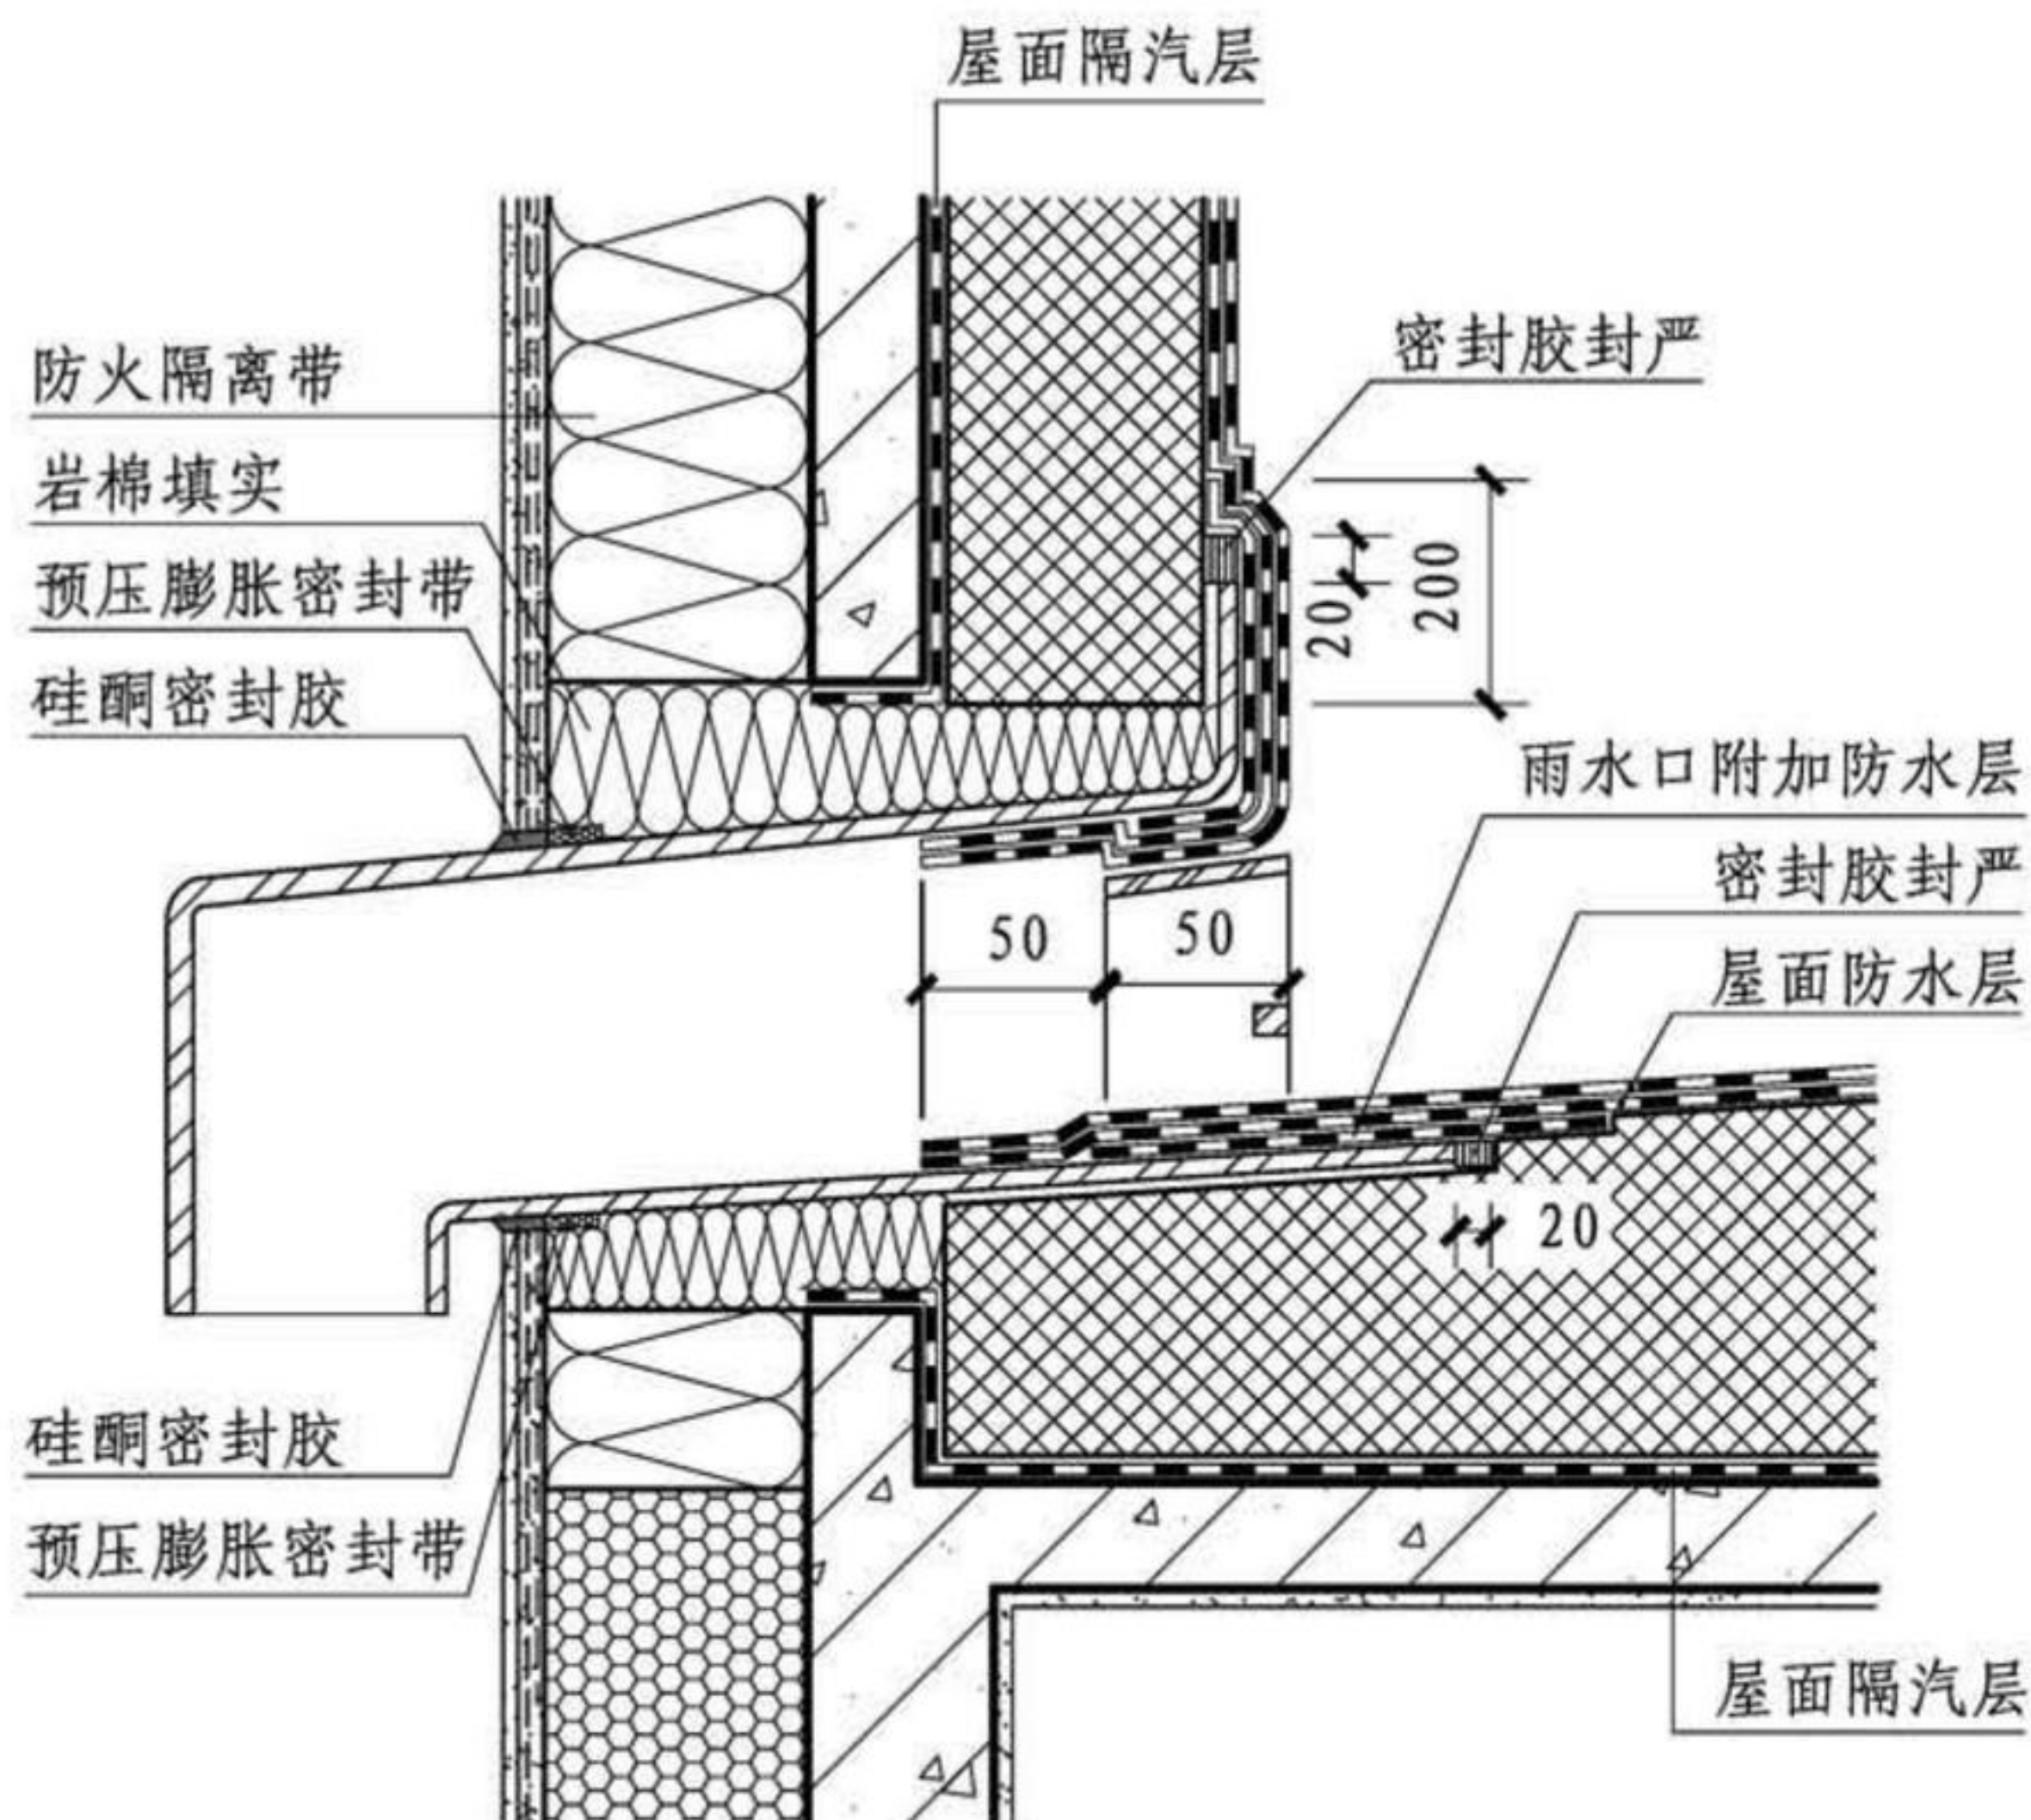 屋面隔汽层
密封胶封严
防火隔离带
岩棉填实
预压膨胀密封带
硅酮密封胶
20
200
雨水口附加防水层
密封胶封严
屋面防水层
50
50
20
硅酮密封胶
预压膨胀密封带
屋面隔汽层